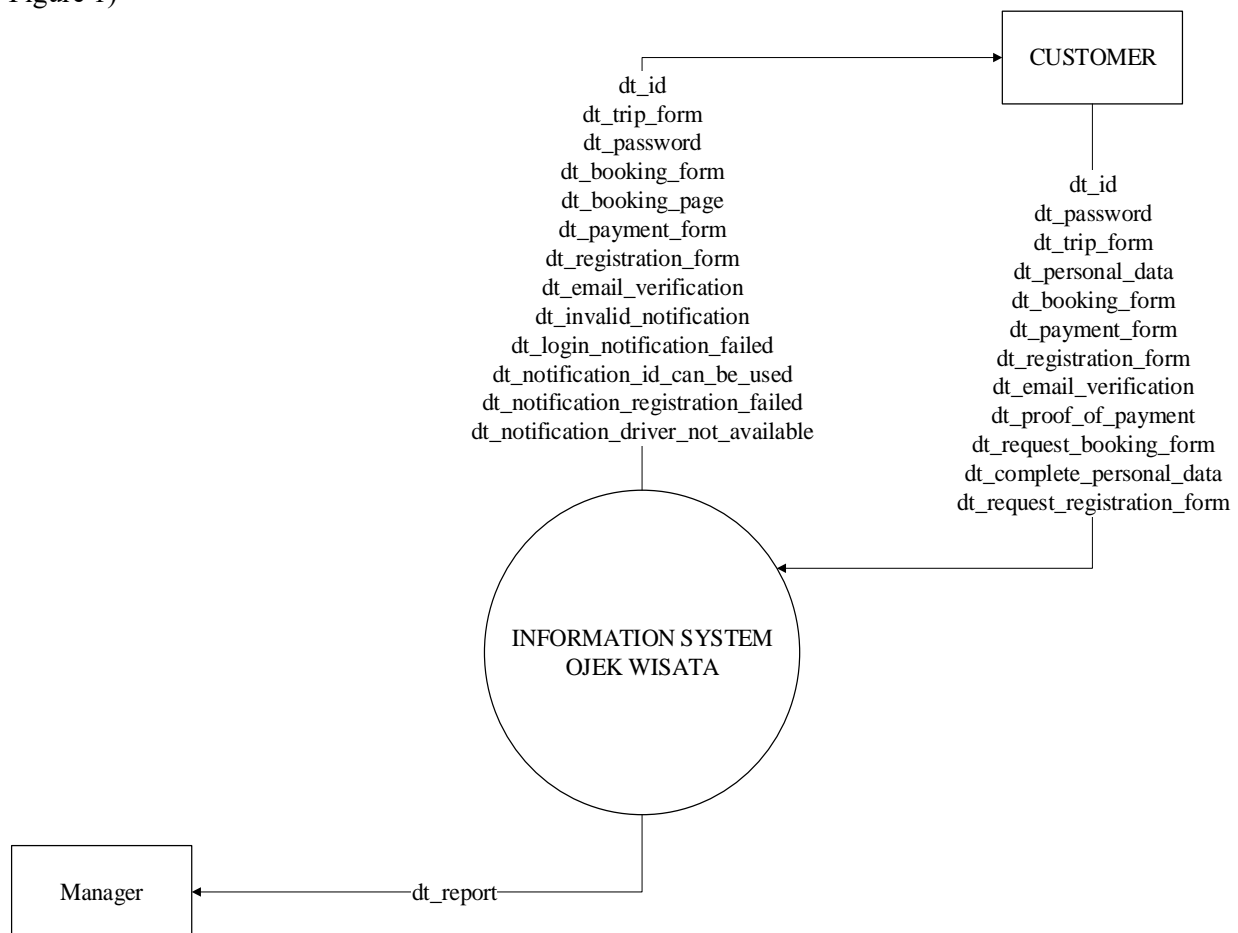 Figure 1)
CUSTOMER
dt_id
dt_trip_form
dt_password
dt_booking_form
dt_booking_page
dt_payment_form
dt_registration_form
dt_email_verification
dt_invalid_notification
dt_login_notification_failed
dt_notification_id_can_be_used
dt_notification_registration_failed
dt_notification_driver_not_available
dt_id
dt_password
dt_trip_form
dt_personal_data
dt_booking_form
dt_payment_form
dt_registration_form
dt_email_verification
dt_proof_of_payment
dt_request_booking_form
dt_complete_personal_data
dt_request_registration_form
INFORMATION SYSTEM
OJEK WISATA
Manager
dt_report